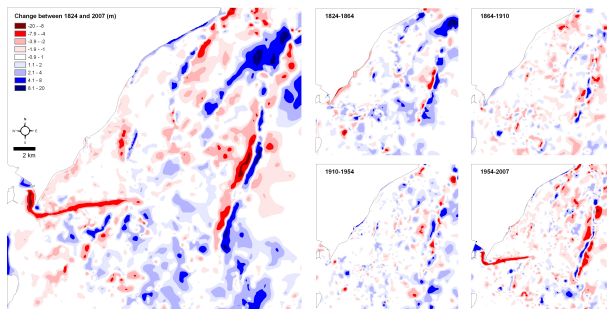 Change between 1824 and 2007 (m)
-20 - -8
-7.9 - -4
-3.9 - -2
-1.9 - -1
-0.9 - 1
1.1 - 2
2.1 - 4
4.1 - 8
8.1 - 20
2 km
1824-1864
1864-1910
1910-1954
1954-2007